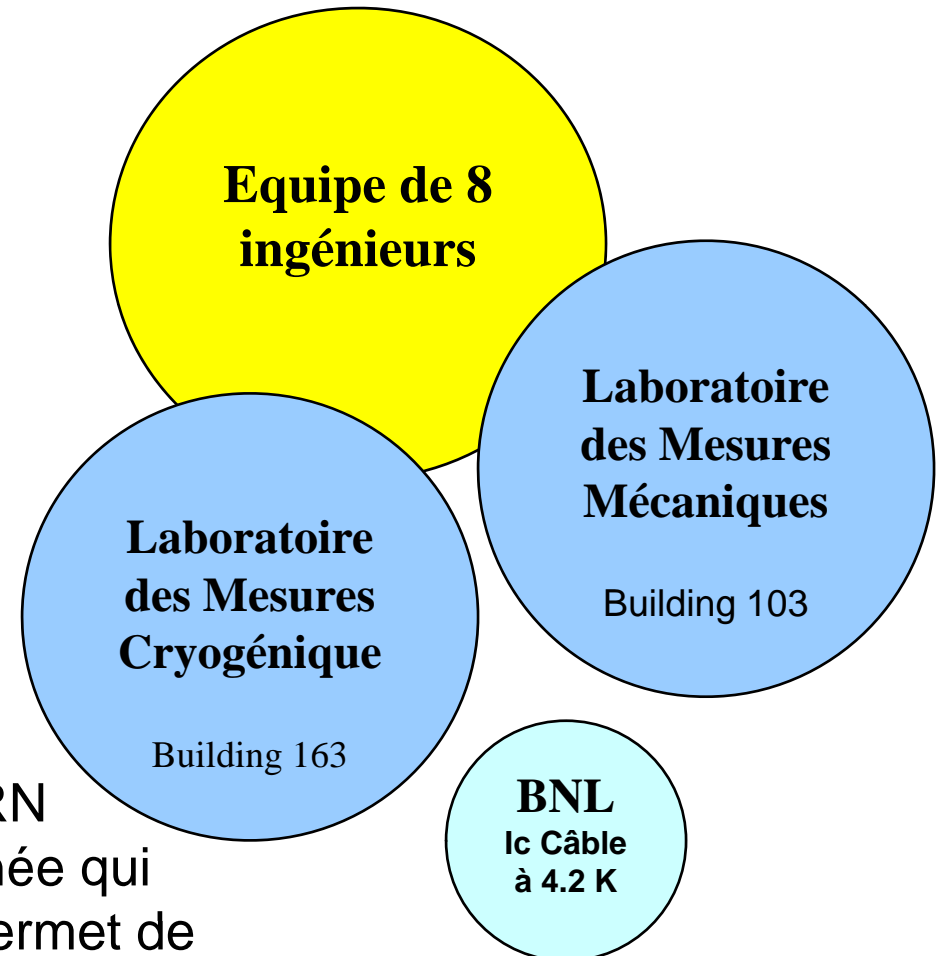 Equipe de 8
ingénieurs
Laboratoire
des Mesures
Mécaniques
Building 103
Laboratoire
des Mesures
Cryogénique
Building 163
BNL
Ic Câble
à 4.2 K
RN
née qui
ermet de